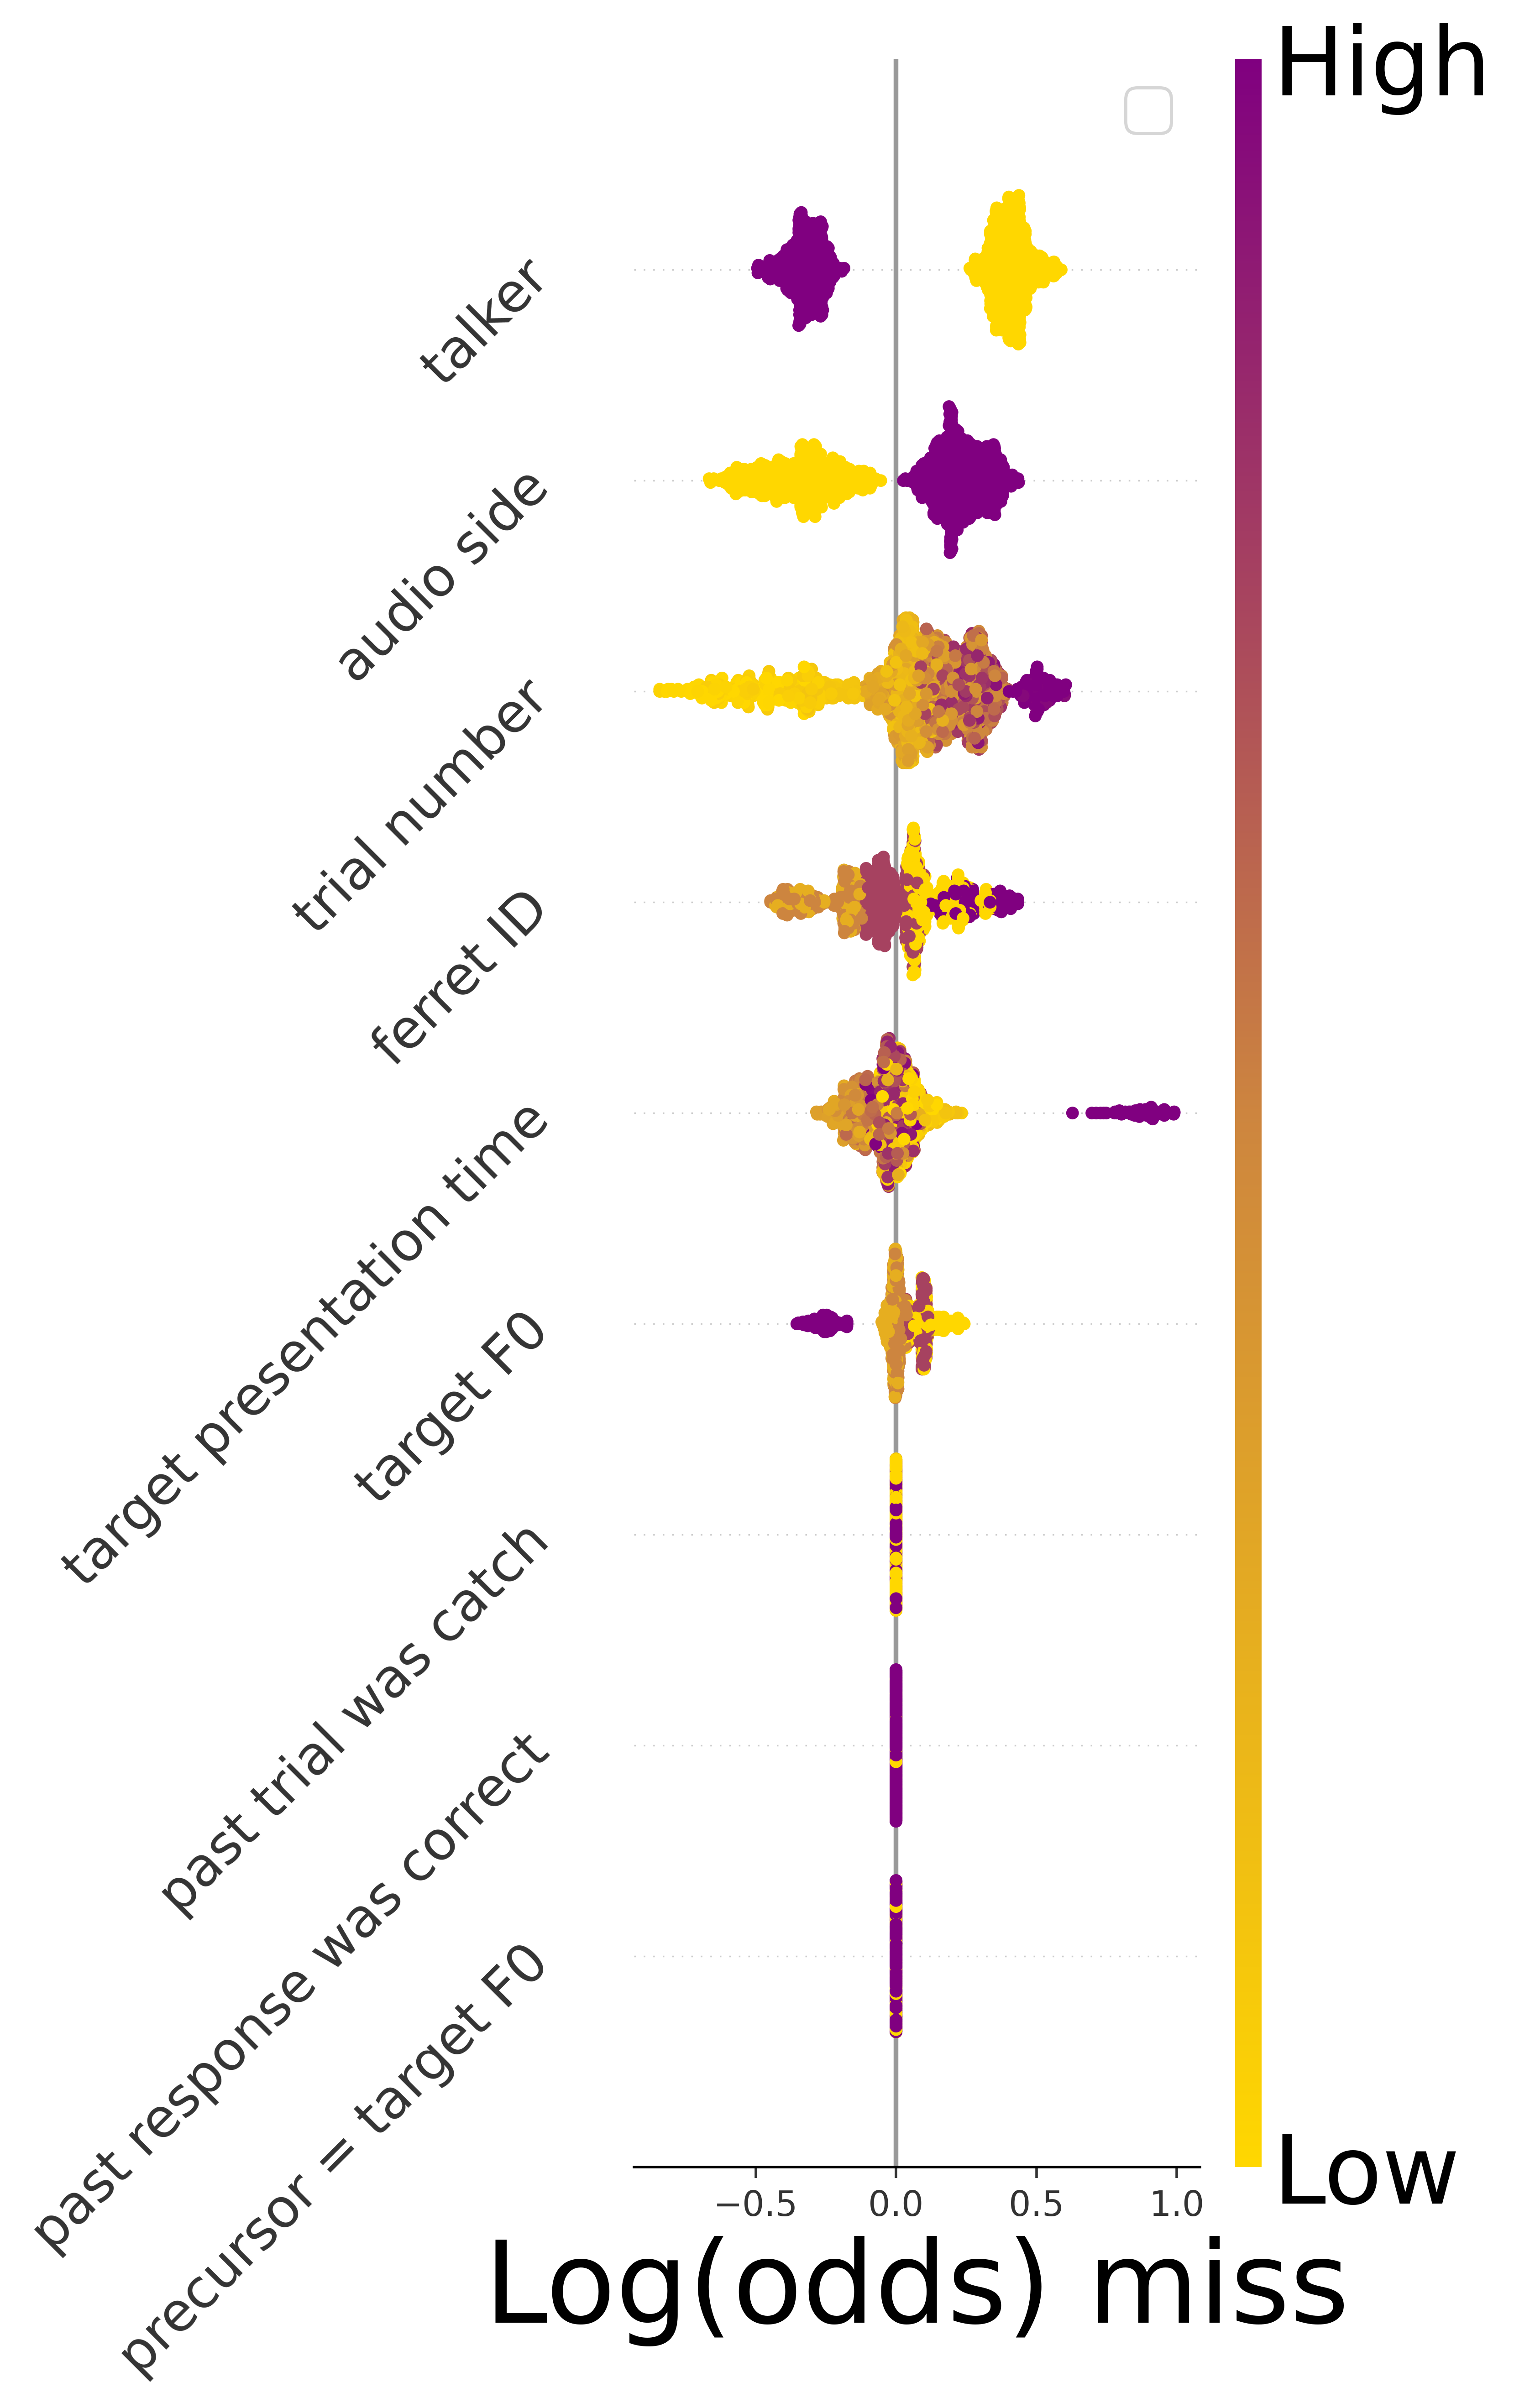 High
talker
audio side
trial number
ferret ID
target presentation time
target F0
past trial was catch
past response was correct
precursor = target F0
Low
−0.5 0.0 0.5 1.0
Log(odds) miss